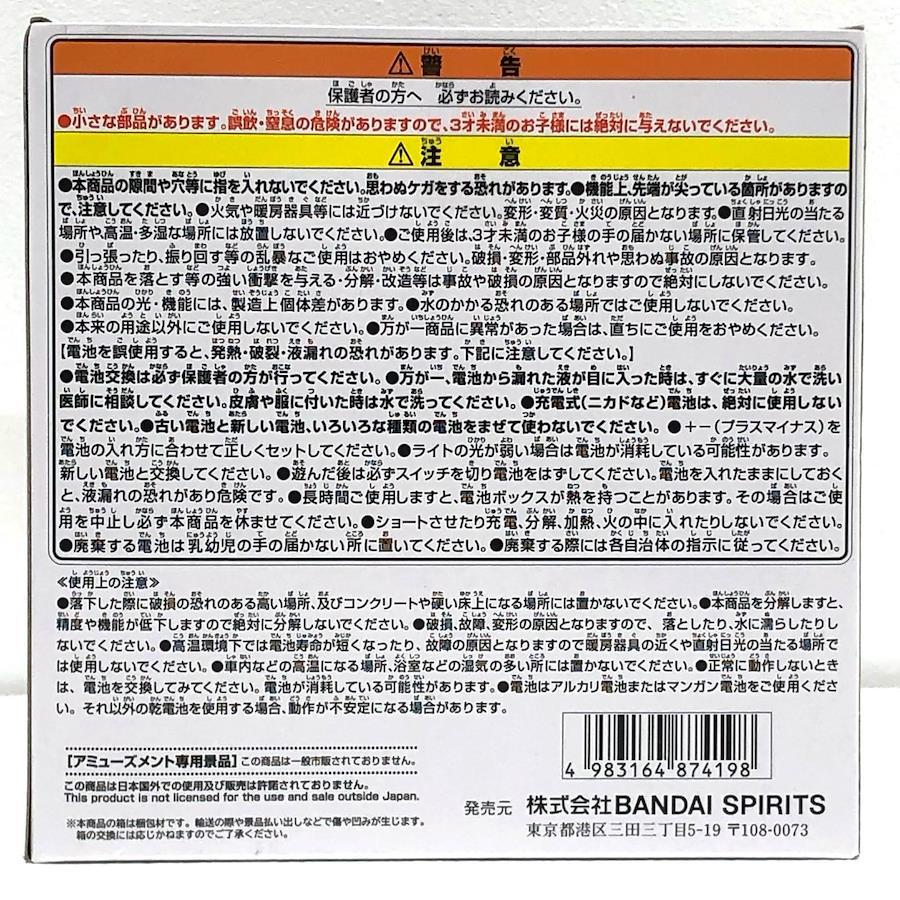 ⚠警告
保護者の方へ 必ずお読みください。
●小さな部品があります。誤飲・窒息の危険がありますので、3才未満のお子様には絶対に与えないでください。
⚠注意
●本商品の隙間や穴等に指を入れないでください。思わぬケガをする恐れがあります。●機能上、先端が尖っている箇所がありますの
で、注意してください。●火気や暖房器具等には近づけないでください。変形・変質・火災の原因となります。●直射日光の当たる
場所や高温・多湿な場所には放置しないでください。●ご使用後は、3才未満のお子様の手の届かない場所に保管してください。
●引っ張ったり、振り回す等の乱暴なご使用はおやめください。破損・変形・部品外れや思わぬ事故の原因となります。
●本商品を落とす等の強い衝撃を与える・分解・改造等は事故や破損の原因となりますので絶対にしないでください。
●本商品の光・機能には、製造上個体差があります。●水のかかる恐れのある場所ではご使用しないでください。
●本来の用途以外にご使用しないでください。●万が一商品に異常があった場合は、直ちにご使用をおやめください。
【電池を誤使用すると、発熱・破裂・液漏れの恐れがあります。下記に注意してください。】
●電池交換は必ず保護者の方が行ってください。●万が一、電池から漏れた液が目に入った時は、すぐに大量の水で洗い
医師に相談してください。皮膚や服に付いた時は水で洗ってください。●充電式(ニカドなど)電池は、絶対に使用しない
でください。●古い電池と新しい電池、いろいろな種類の電池をまぜて使わないでください。●+−(プラスマイナス)を
電池の入れ方に合わせて正しくセットしてください。●ライトの光が弱い場合は電池が消耗している可能性があります。
新しい電池と交換してください。●遊んだ後は必ずスイッチを切り電池をはずしてください。電池を入れたままにしておく
と、液漏れの恐れがあり危険です。●長時間ご使用しますと、電池ボックスが熱を持つことがあります。その場合はご使
用を中止し必ず本商品を休ませてください。●ショートさせたり充電、分解、加熱、火の中に入れたりしないでください。
●廃棄する電池は乳幼児の手の届かない所に置いてください。●廃棄する際には各自治体の指示に従ってください。
≪使用上の注意≫
●落下した際に破損の恐れのある高い場所、及びコンクリートや硬い床上になる場所には置かないでください。●本商品を分解しますと、
精度や機能が低下しますので絶対に分解しないでください。●破損、故障、変形の原因となりますので、落としたり、水に濡らしたりし
ないでください。●高温環境下では電池寿命が短くなったり、故障の原因となりますので暖房器具の近くや直射日光の当たる場所で
は使用しないでください。●車内などの高温になる場所、浴室などの湿気の多い所には置かないでください。●正常に動作しないとき
は、電池を交換してみてください。電池が消耗している可能性があります。●電池はアルカリ電池またはマンガン電池をご使用くださ
い。それ以外の乾電池を使用する場合、動作が不安定になる場合があります。
[アミューズメント専用景品] この商品は一般市販されておりません。
この商品は日本国外での使用及び販売は許諾されておりません。
This product is not licensed for the use and sale outside Japan.
※本商品の箱は梱包材です。運搬の際や景品払い出しなどで傷や凹みが生じます。
箱の交換には応じかねますのでご了承ください。
4 983164 874198
発売元 株式会社BANDAI SPIRITS
東京都港区三田三丁目5-19 〒108-0073